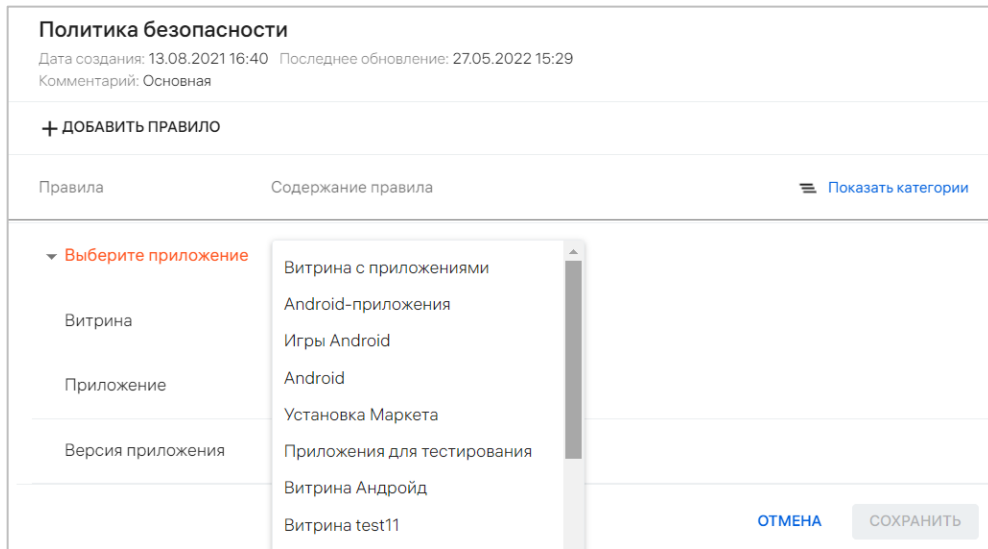 Политика безопасности
Дата создания: 13.08.2021 16:40 Последнее обновление: 27.05.2022 15:29
Комментарий: Основная
+ ДОБАВИТЬ ПРАВИЛО
Правила Содержание правила Показать категории
Выберите приложение
Витрина с приложениями
Android-приложения
Витрина
Игры Android
Приложение
Android
Установка Маркета
Версия приложения
Приложения для тестирования
Витрина Андройд
Витрина test11
ОТМЕНА СОХРАНИТЬ